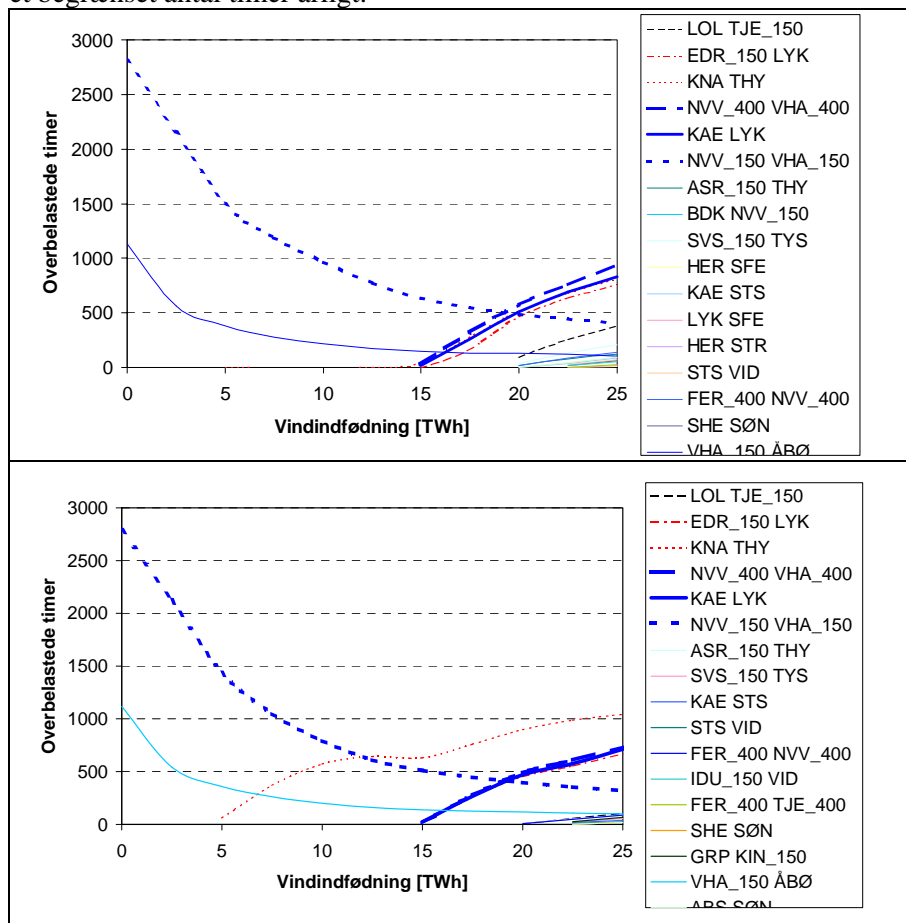 et begrænset antal timer årligt.
3000
2500
2000
1500
1000
500
0
Overbelastede timer
0 5 10 15 20 25
Vindindfødning [TWh]
LOL TJE_150
EDR_150 LYK
KNA THY
NVV_400 VHA_400
KAE LYK
NVV_150 VHA_150
ASR_150 THY
BDK NVV_150
SVS_150 TYS
HER SFE
KAE STS
LYK SFE
HER STR
STS VID
FER_400 NVV_400
SHE SØN
VHA_150 ÅBØ
3000
2500
2000
1500
1000
500
0
Overbelastede timer
0 5 10 15 20 25
Vindindfødning [TWh]
LOL TJE_150
EDR_150 LYK
KNA THY
NVV_400 VHA_400
KAE LYK
NVV_150 VHA_150
ASR_150 THY
SVS_150 TYS
KAE STS
STS VID
FER_400 NVV_400
IDU_150 VID
FER_400 TJE_400
SHE SØN
GRP KIN_150
VHA_150 ÅBØ
ABS SØN